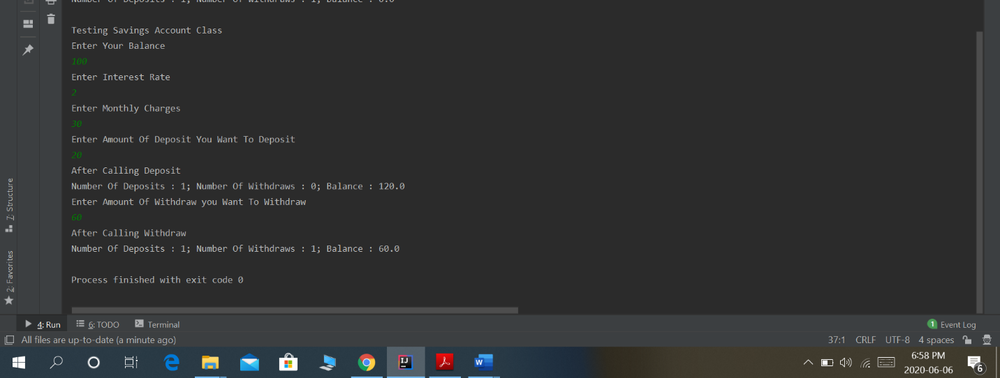 Number Of Deposits : 1; Number Of Withdraws : 1; Balance : 0.0
Testing Savings Account Class
Enter Your Balance
100
Enter Interest Rate
2
Enter Monthly Charges
30
Enter Amount Of Deposit You Want To Deposit
20
After Calling Deposit
Number Of Deposits : 1; Number Of Withdraws : 0; Balance : 120.0
Enter Amount Of Withdraw you Want To Withdraw
60
After Calling Withdraw
Number Of Deposits : 1; Number Of Withdraws : 1; Balance : 60.0
Process finished with exit code 0
7: Structure
2: Favorites
4: Run 6: TODO Terminal 1 Event Log
All files are up-to-date (a minute ago) 37:1 CRLF UTF-8 4 spaces
IJ W 6:58 PM
2020-06-06 6